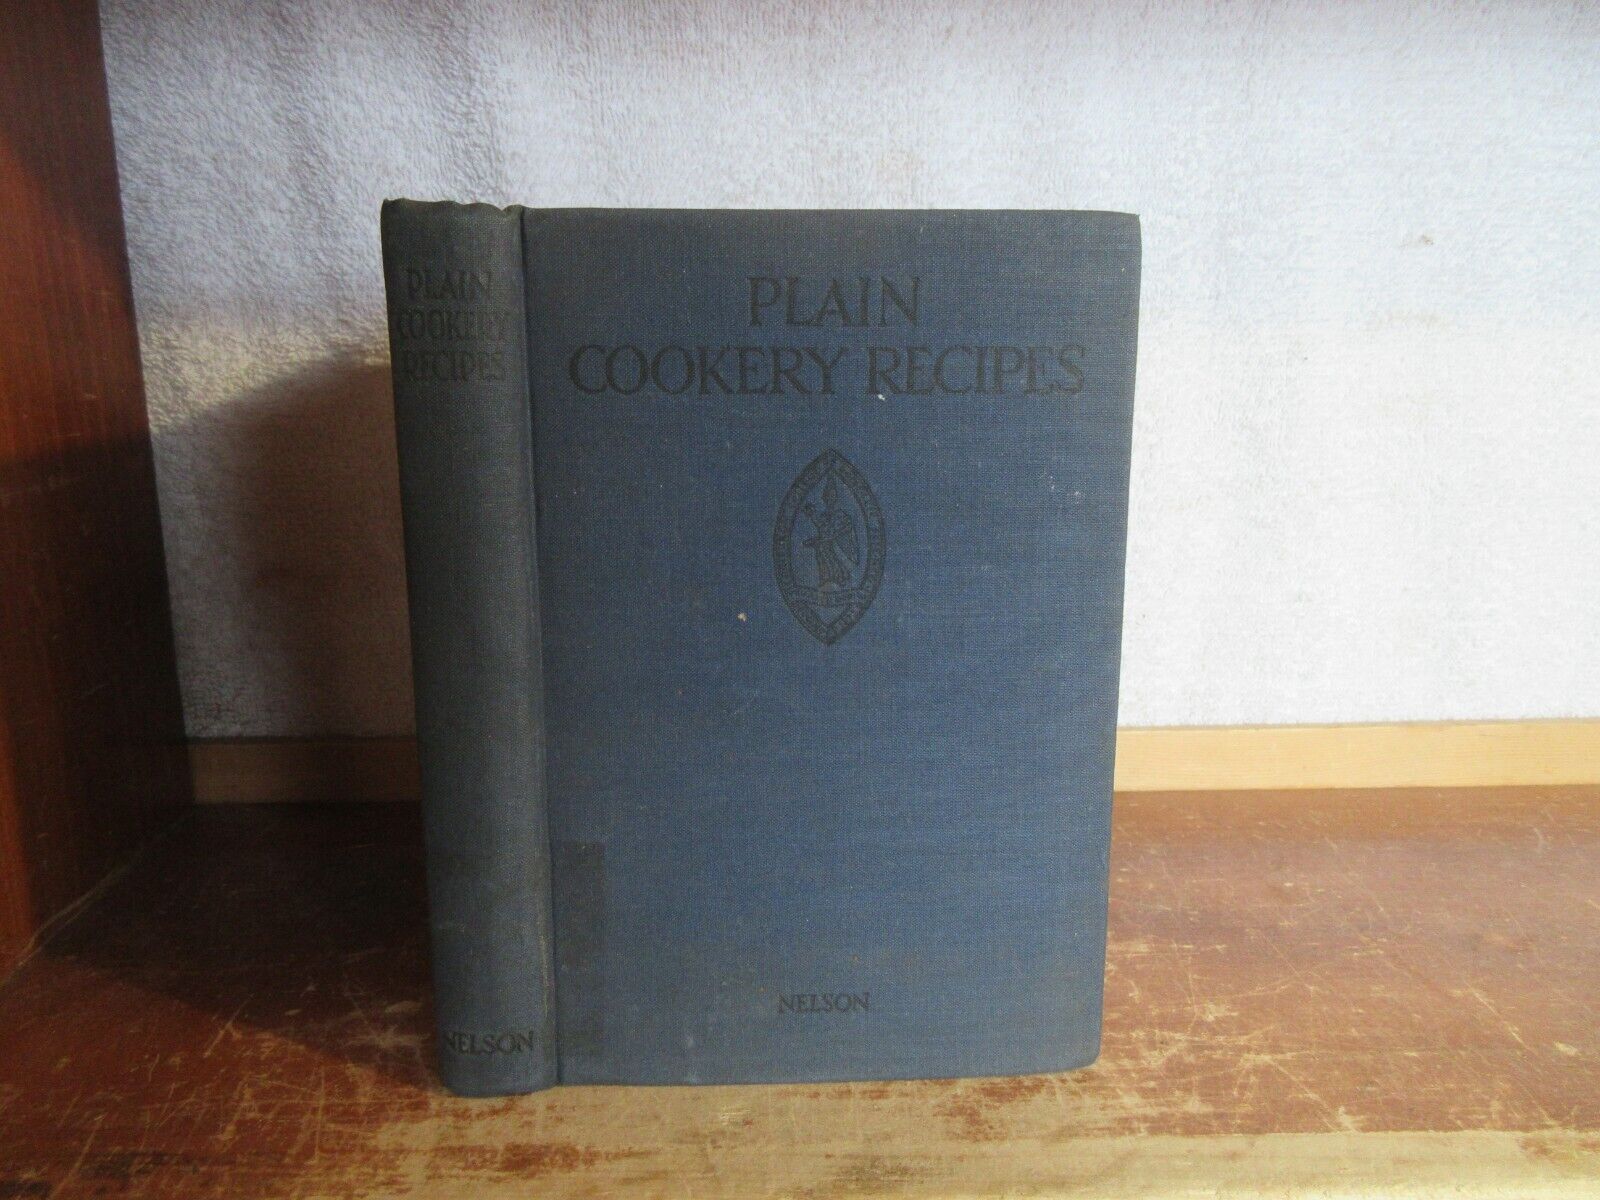 PLAIN
COOKERY
RECIPES
NELSON
PLAIN
COOKERY RECIPES
NELSON